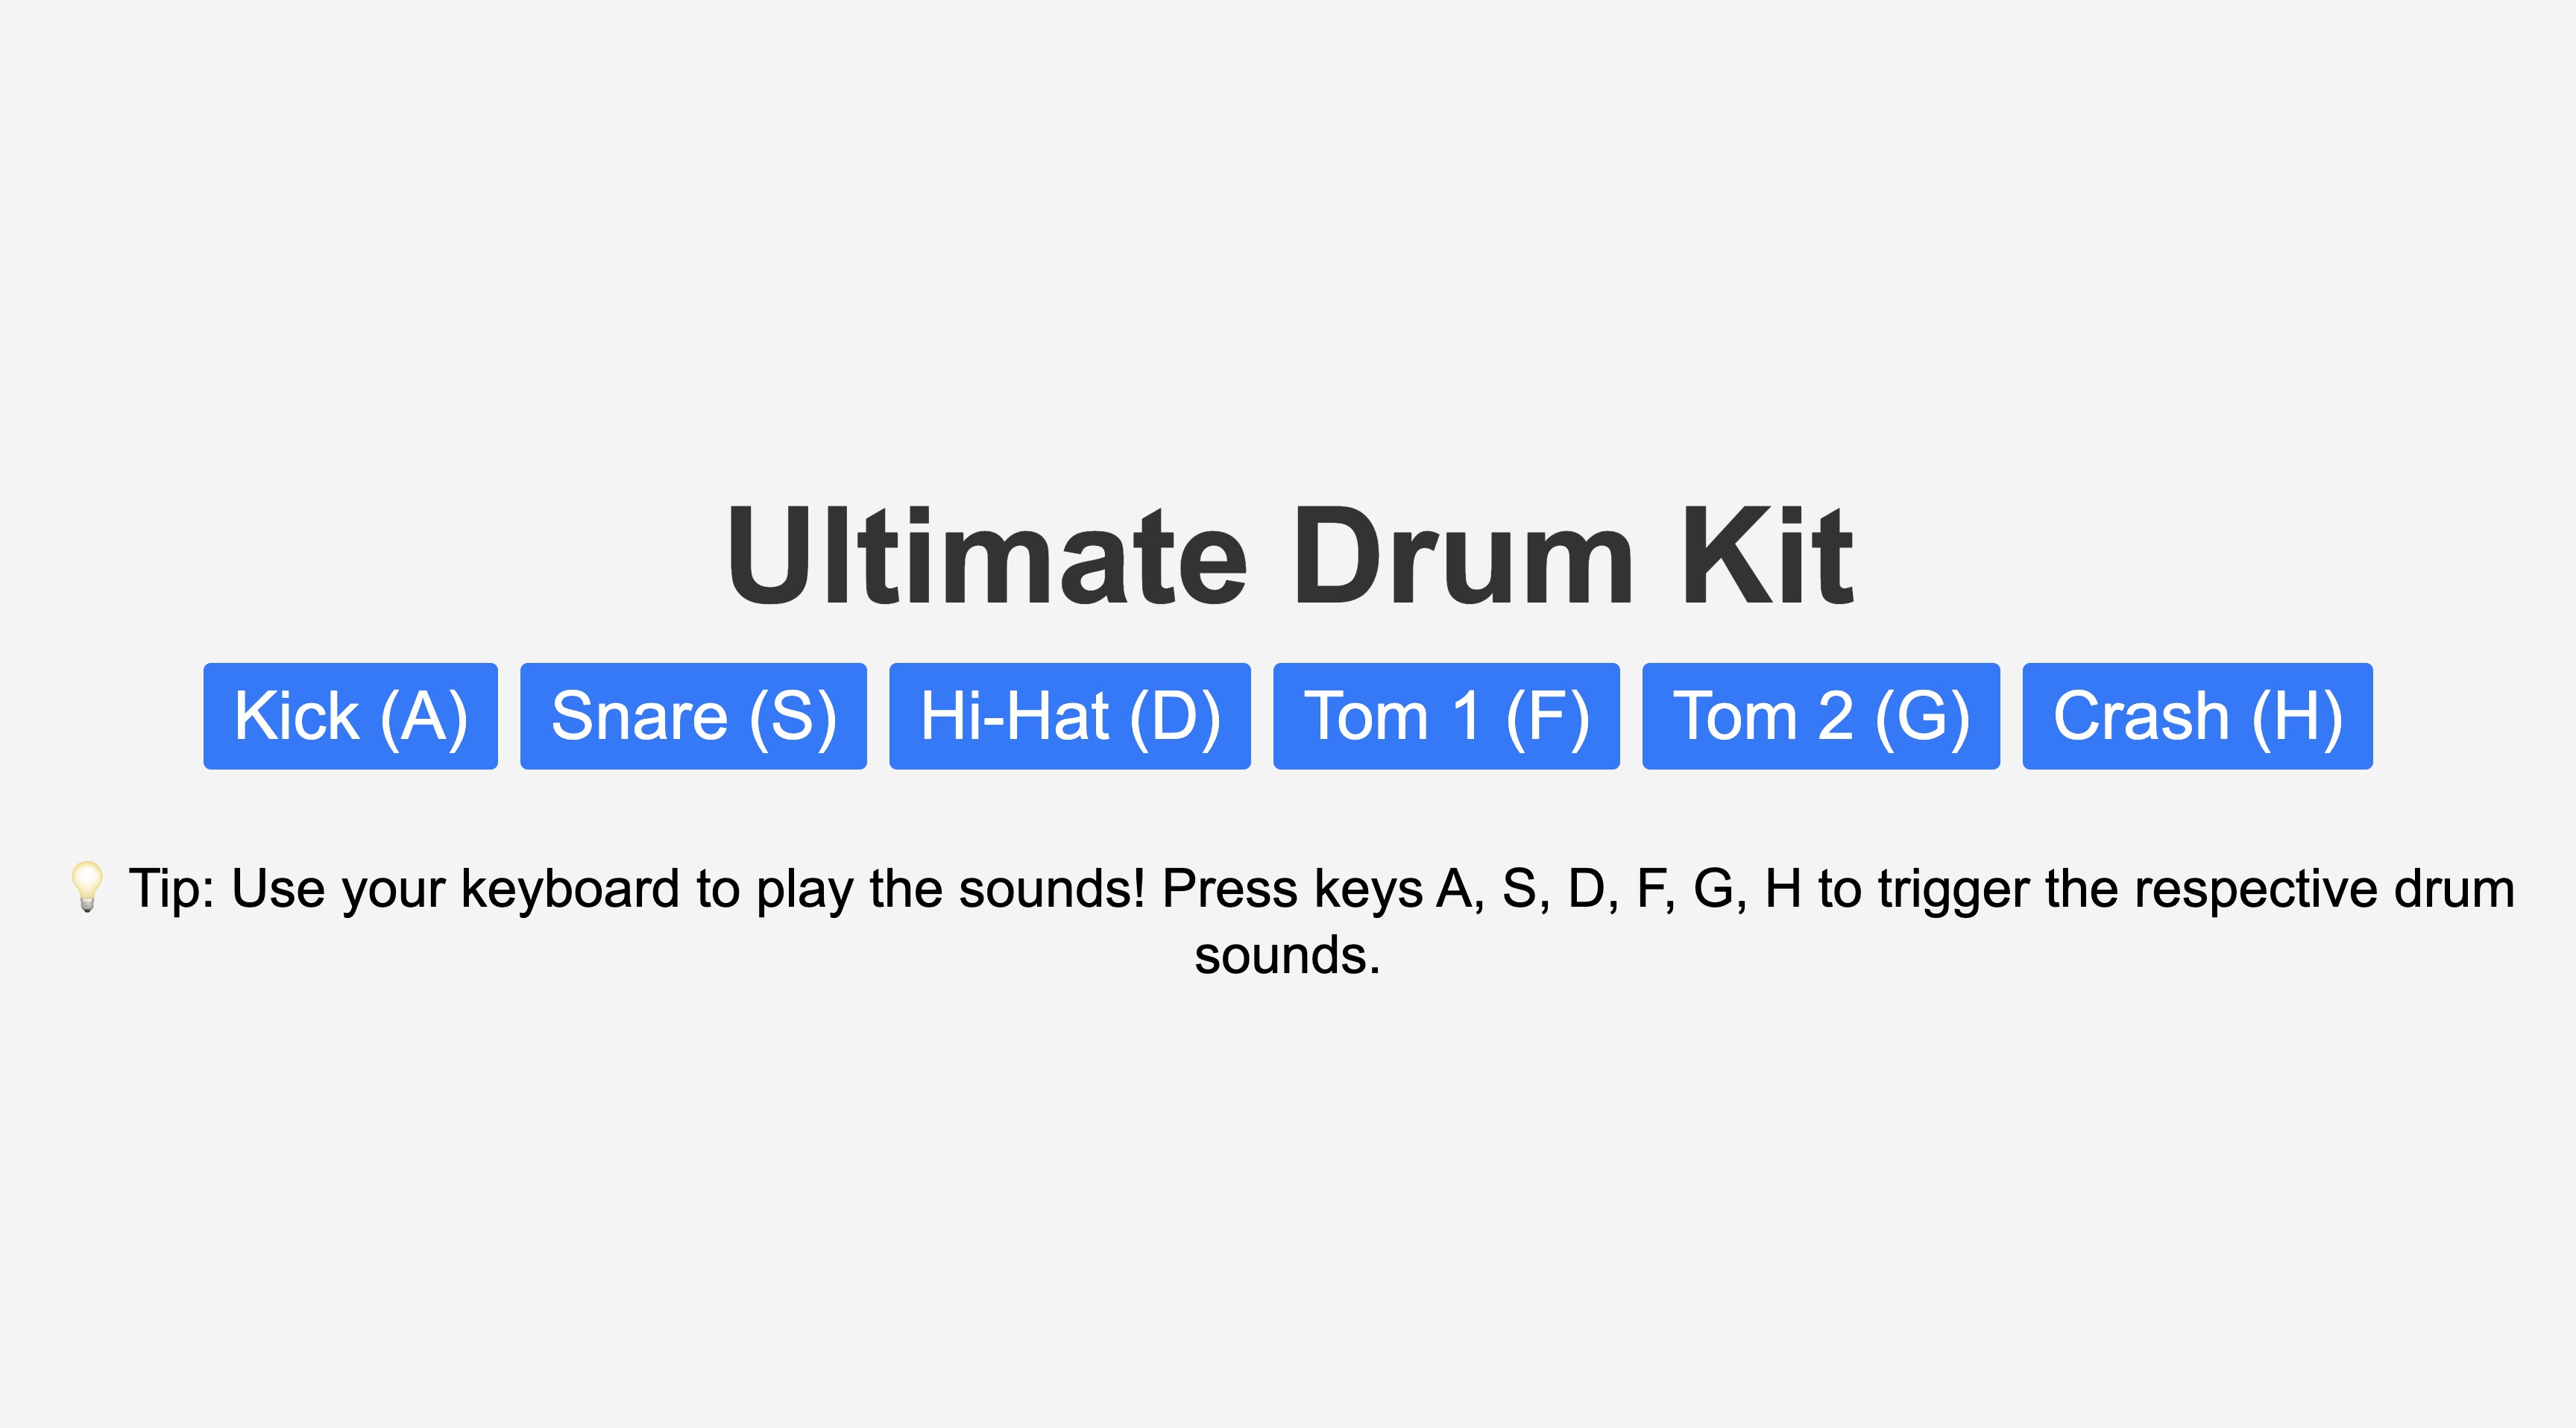 Ultimate Drum Kit
Kick (A) Snare (S) Hi-Hat (D) Tom 1 (F) Tom 2 (G) Crash (H)
💡 Tip: Use your keyboard to play the sounds! Press keys A, S, D, F, G, H to trigger the respective drum
sounds.